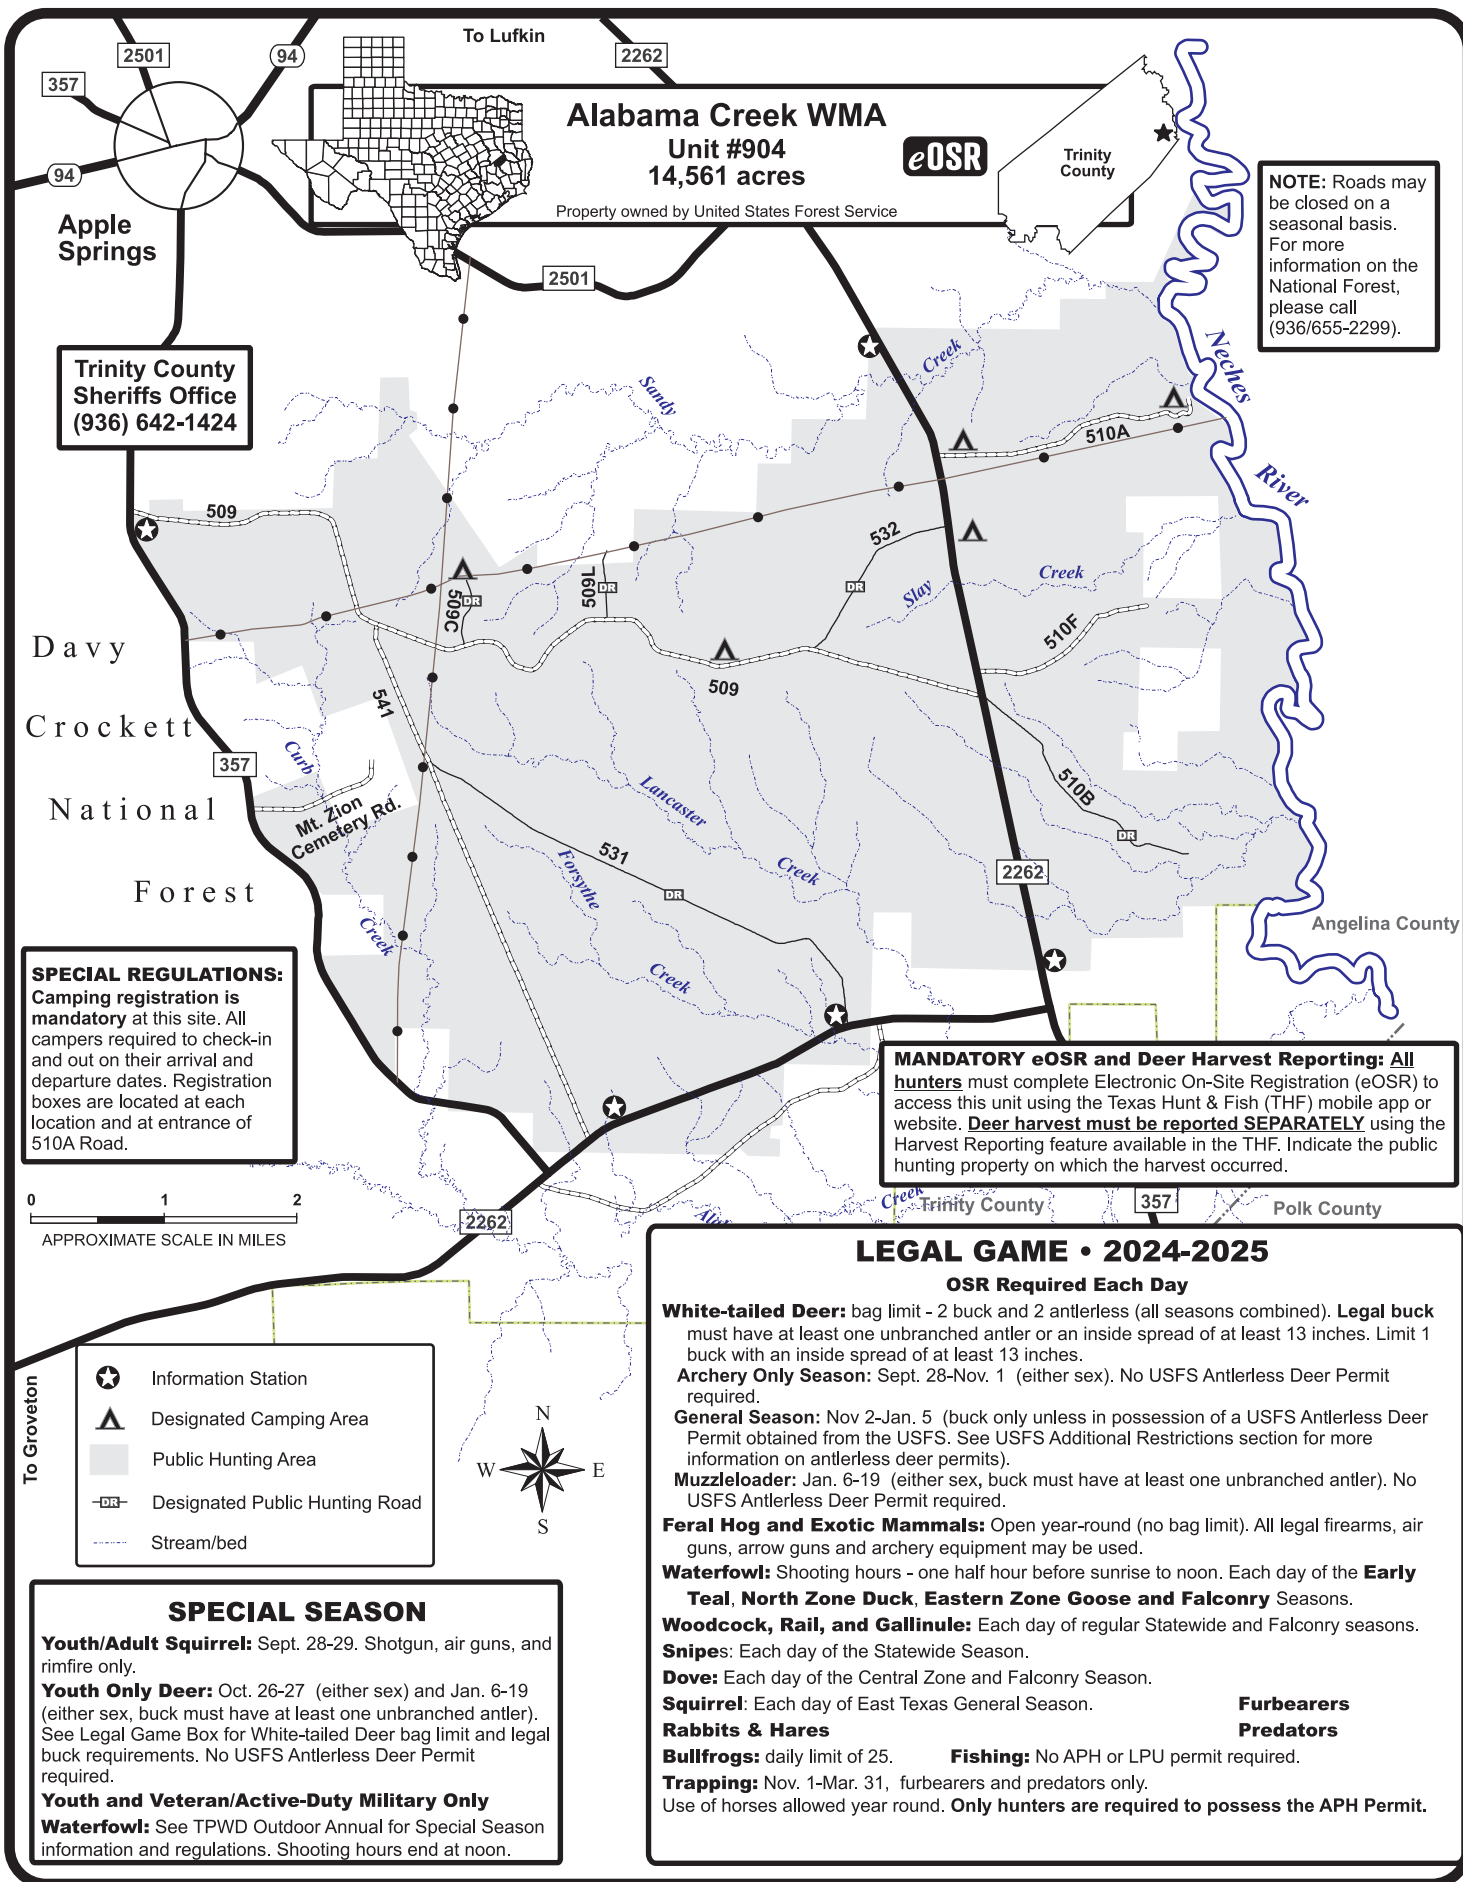 To Lufkin
2501
94
2262
357
94
Apple
Springs
Alabama Creek WMA
Unit #904
14,561 acres
Property owned by United States Forest Service
eOSR
Trinity
County
NOTE: Roads may
be closed on a
seasonal basis.
For more
information on the
National Forest,
please call
(936/655-2299).
2501
Trinity County
Sheriffs Office
(936) 642-1424
Sandy
Creek
Neches
River
510A
509
532
509C
DR
509L
DR
DR
Slay
Creek
510F
509
541
Davy
Crockett
National
Forest
357
Curb
Creek
Mt. Zion
Cemetery Rd.
Lancaster
Creek
510B
DR
531
DR
Forsythe
Creek
2262
Angelina County
SPECIAL REGULATIONS:
Camping registration is
mandatory at this site. All
campers required to check-in
and out on their arrival and
departure dates. Registration
boxes are located at each
location and at entrance of
510A Road.
MANDATORY eOSR and Deer Harvest Reporting: All
hunters must complete Electronic On-Site Registration (eOSR) to
access this unit using the Texas Hunt & Fish (THF) mobile app or
website. Deer harvest must be reported SEPARATELY using the
Harvest Reporting feature available in the THF. Indicate the public
hunting property on which the harvest occurred.
Creek
Trinity County
357
Polk County
0 1 2
APPROXIMATE SCALE IN MILES
2262
To Groveton
Information Station
Designated Camping Area
Public Hunting Area
DR Designated Public Hunting Road
Stream/bed
N
W E
S
LEGAL GAME • 2024-2025
OSR Required Each Day
White-tailed Deer: bag limit - 2 buck and 2 antlerless (all seasons combined). Legal buck
must have at least one unbranched antler or an inside spread of at least 13 inches. Limit 1
buck with an inside spread of at least 13 inches.
Archery Only Season: Sept. 28-Nov. 1 (either sex). No USFS Antlerless Deer Permit
required.
General Season: Nov 2-Jan. 5 (buck only unless in possession of a USFS Antlerless Deer
Permit obtained from the USFS. See USFS Additional Restrictions section for more
information on antlerless deer permits).
Muzzleloader: Jan. 6-19 (either sex, buck must have at least one unbranched antler). No
USFS Antlerless Deer Permit required.
Feral Hog and Exotic Mammals: Open year-round (no bag limit). All legal firearms, air
guns, arrow guns and archery equipment may be used.
Waterfowl: Shooting hours - one half hour before sunrise to noon. Each day of the Early
Teal, North Zone Duck, Eastern Zone Goose and Falconry Seasons.
Woodcock, Rail, and Gallinule: Each day of regular Statewide and Falconry seasons.
Snipes: Each day of the Statewide Season.
Dove: Each day of the Central Zone and Falconry Season.
Squirrel: Each day of East Texas General Season. Furbearers
Rabbits & Hares Predators
Bullfrogs: daily limit of 25. Fishing: No APH or LPU permit required.
Trapping: Nov. 1-Mar. 31, furbearers and predators only.
Use of horses allowed year round. Only hunters are required to possess the APH Permit.
SPECIAL SEASON
Youth/Adult Squirrel: Sept. 28-29. Shotgun, air guns, and
rimfire only.
Youth Only Deer: Oct. 26-27 (either sex) and Jan. 6-19
(either sex, buck must have at least one unbranched antler).
See Legal Game Box for White-tailed Deer bag limit and legal
buck requirements. No USFS Antlerless Deer Permit
required.
Youth and Veteran/Active-Duty Military Only
Waterfowl: See TPWD Outdoor Annual for Special Season
information and regulations. Shooting hours end at noon.